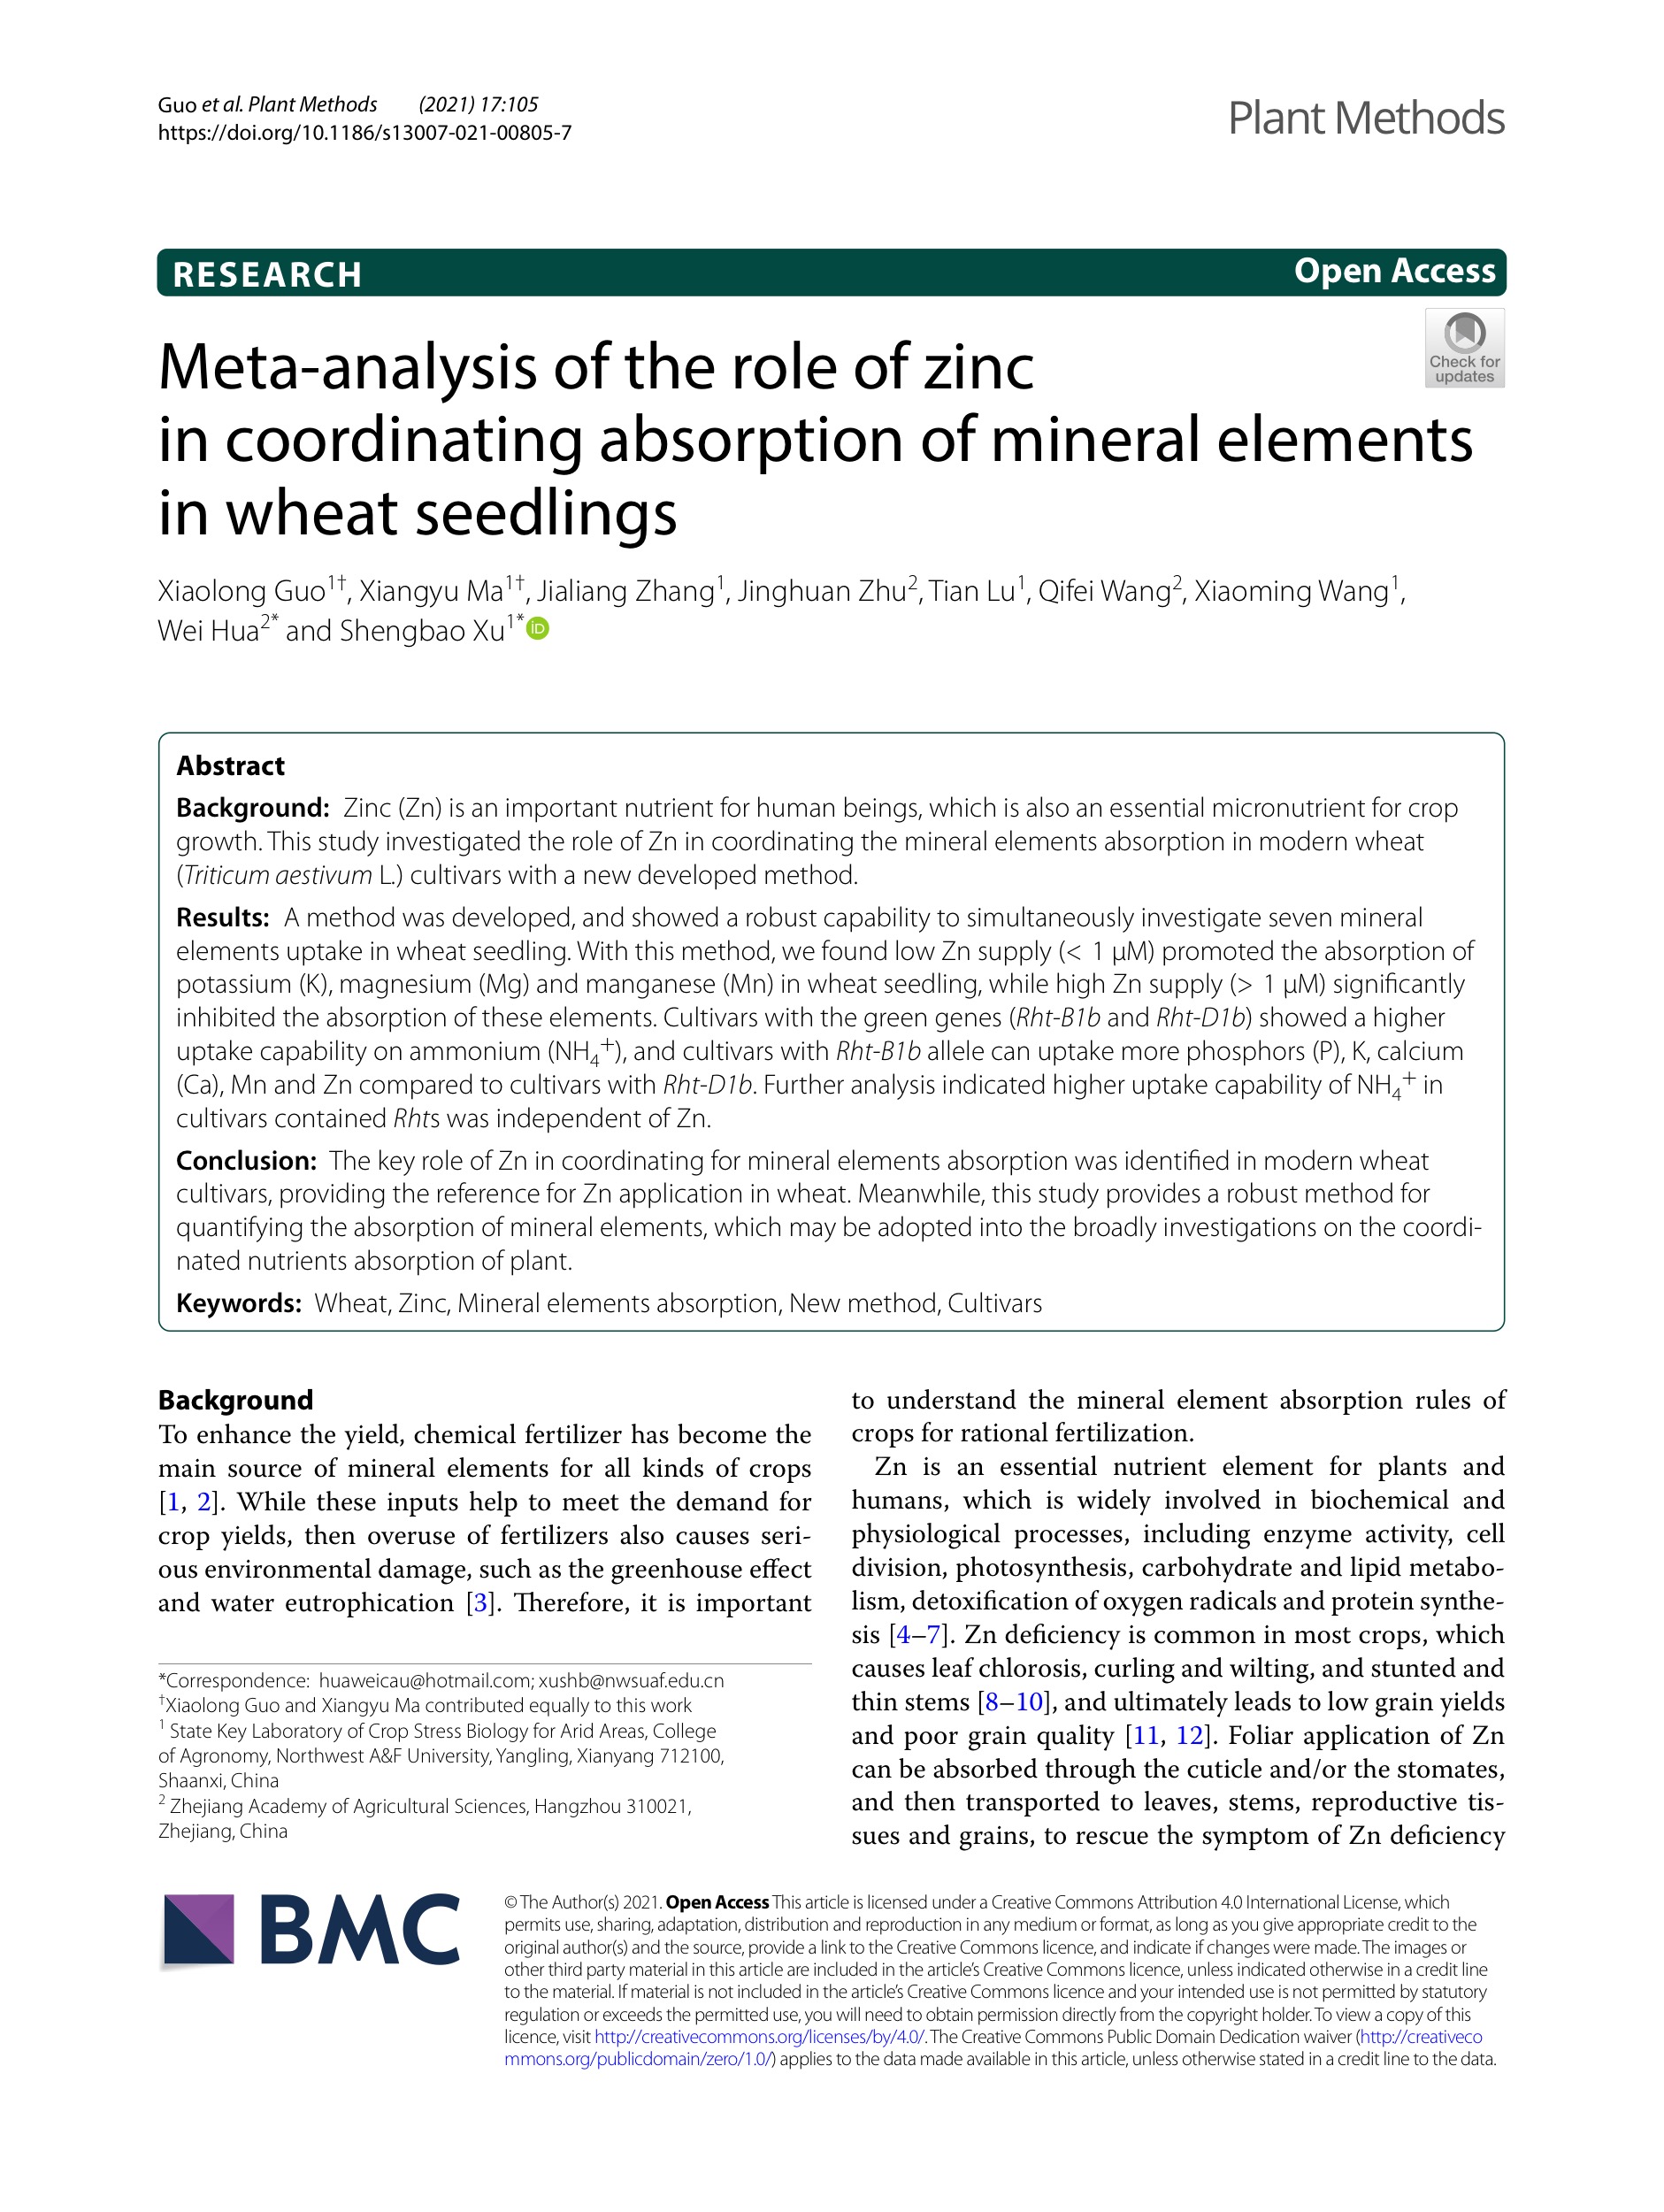 Guo et al. Plant Methods (2021) 17:105
https://doi.org/10.1186/s13007-021-00805-7
Plant Methods
RESEARCH
Open Access
Check for
updates
Meta-analysis of the role of zinc
in coordinating absorption of mineral elements
in wheat seedlings
Xiaolong Guo1†, Xiangyu Ma1†, Jialiang Zhang1, Jinghuan Zhu2, Tian Lu1, Qifei Wang2, Xiaoming Wang1,
Wei Hua2* and Shengbao Xu1* iD
Abstract
Background: Zinc (Zn) is an important nutrient for human beings, which is also an essential micronutrient for crop
growth. This study investigated the role of Zn in coordinating the mineral elements absorption in modern wheat
(Triticum aestivum L.) cultivars with a new developed method.
Results: A method was developed, and showed a robust capability to simultaneously investigate seven mineral
elements uptake in wheat seedling. With this method, we found low Zn supply (< 1 μM) promoted the absorption of
potassium (K), magnesium (Mg) and manganese (Mn) in wheat seedling, while high Zn supply (> 1 μM) significantly
inhibited the absorption of these elements. Cultivars with the green genes (Rht-B1b and Rht-D1b) showed a higher
uptake capability on ammonium (NH4+), and cultivars with Rht-B1b allele can uptake more phosphors (P), K, calcium
(Ca), Mn and Zn compared to cultivars with Rht-D1b. Further analysis indicated higher uptake capability of NH4+ in
cultivars contained Rhts was independent of Zn.
Conclusion: The key role of Zn in coordinating for mineral elements absorption was identified in modern wheat
cultivars, providing the reference for Zn application in wheat. Meanwhile, this study provides a robust method for
quantifying the absorption of mineral elements, which may be adopted into the broadly investigations on the coordi-
nated nutrients absorption of plant.
Keywords: Wheat, Zinc, Mineral elements absorption, New method, Cultivars
Background
To enhance the yield, chemical fertilizer has become the
main source of mineral elements for all kinds of crops
[1, 2]. While these inputs help to meet the demand for
crop yields, then overuse of fertilizers also causes seri-
ous environmental damage, such as the greenhouse effect
and water eutrophication [3]. Therefore, it is important
*Correspondence: huaweicau@hotmail.com; xushb@nwsuaf.edu.cn
†Xiaolong Guo and Xiangyu Ma contributed equally to this work
1 State Key Laboratory of Crop Stress Biology for Arid Areas, College
of Agronomy, Northwest A&F University, Yangling, Xianyang 712100,
Shaanxi, China
2 Zhejiang Academy of Agricultural Sciences, Hangzhou 310021,
Zhejiang, China
to understand the mineral element absorption rules of
crops for rational fertilization.
Zn is an essential nutrient element for plants and
humans, which is widely involved in biochemical and
physiological processes, including enzyme activity, cell
division, photosynthesis, carbohydrate and lipid metabo-
lism, detoxification of oxygen radicals and protein synthe-
sis [4–7]. Zn deficiency is common in most crops, which
causes leaf chlorosis, curling and wilting, and stunted and
thin stems [8–10], and ultimately leads to low grain yields
and poor grain quality [11, 12]. Foliar application of Zn
can be absorbed through the cuticle and/or the stomates,
and then transported to leaves, stems, reproductive tis-
sues and grains, to rescue the symptom of Zn deficiency
BMC
© The Author(s) 2021. Open Access This article is licensed under a Creative Commons Attribution 4.0 International License, which
permits use, sharing, adaptation, distribution and reproduction in any medium or format, as long as you give appropriate credit to the
original author(s) and the source, provide a link to the Creative Commons licence, and indicate if changes were made. The images or
other third party material in this article are included in the article's Creative Commons licence, unless indicated otherwise in a credit line
to the material. If material is not included in the article's Creative Commons licence and your intended use is not permitted by statutory
regulation or exceeds the permitted use, you will need to obtain permission directly from the copyright holder. To view a copy of this
licence, visit http://creativecommons.org/licenses/by/4.0/. The Creative Commons Public Domain Dedication waiver (http://creativeco
mmons.org/publicdomain/zero/1.0/) applies to the data made available in this article, unless otherwise stated in a credit line to the data.